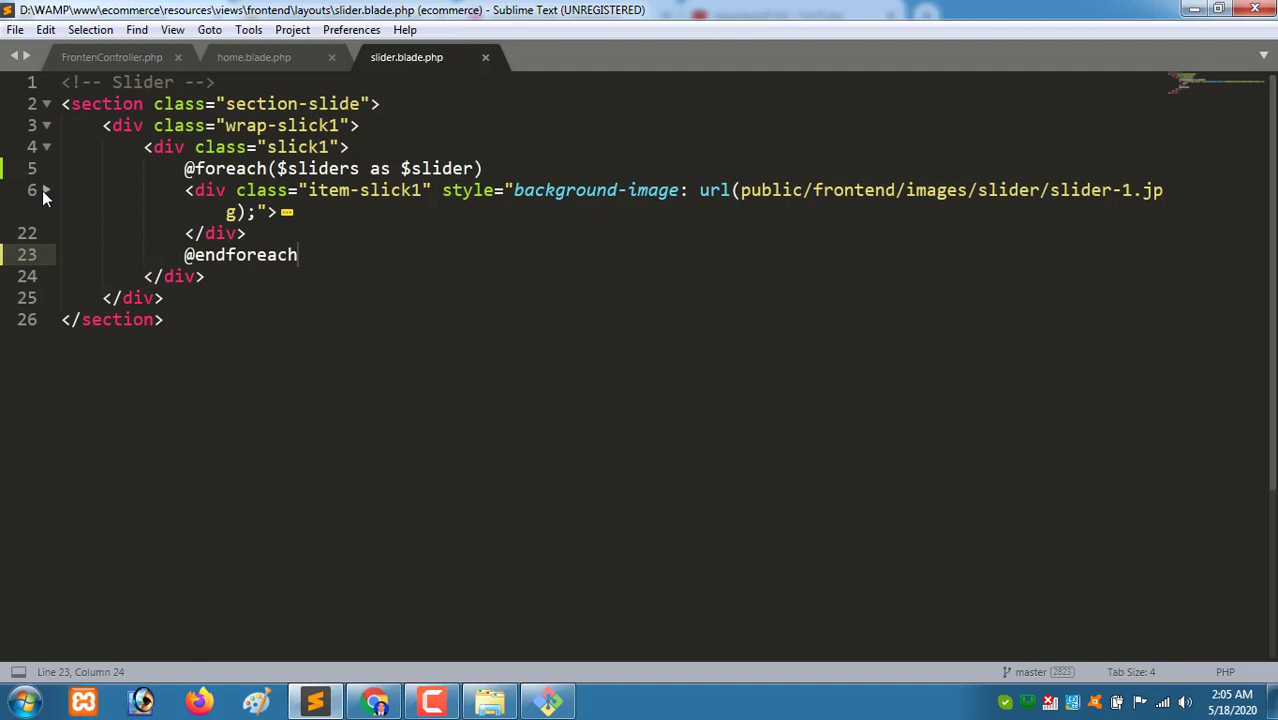 D:\WAMP\www\ecommerce\resources\views\frontend\layouts\slider.blade.php (ecommerce) - Sublime Text (UNREGISTERED)
File Edit Selection Find View Goto Tools Project Preferences Help
FrontenController.php home.blade.php slider.blade.php
1 <!-- Slider -->
2 <section class="section-slide">
3 <div class="wrap-slick1">
4 <div class="slick1">
5 @foreach($sliders as $slider)
6 <div class="item-slick1" style="background-image: url(public/frontend/images/slider/slider-1.jp
g);">
22 </div>
23 @endforeach
24 </div>
25 </div>
26 </section>
Line 23, Column 24 master 2823 Tab Size: 4 PHP
2:05 AM
5/18/2020